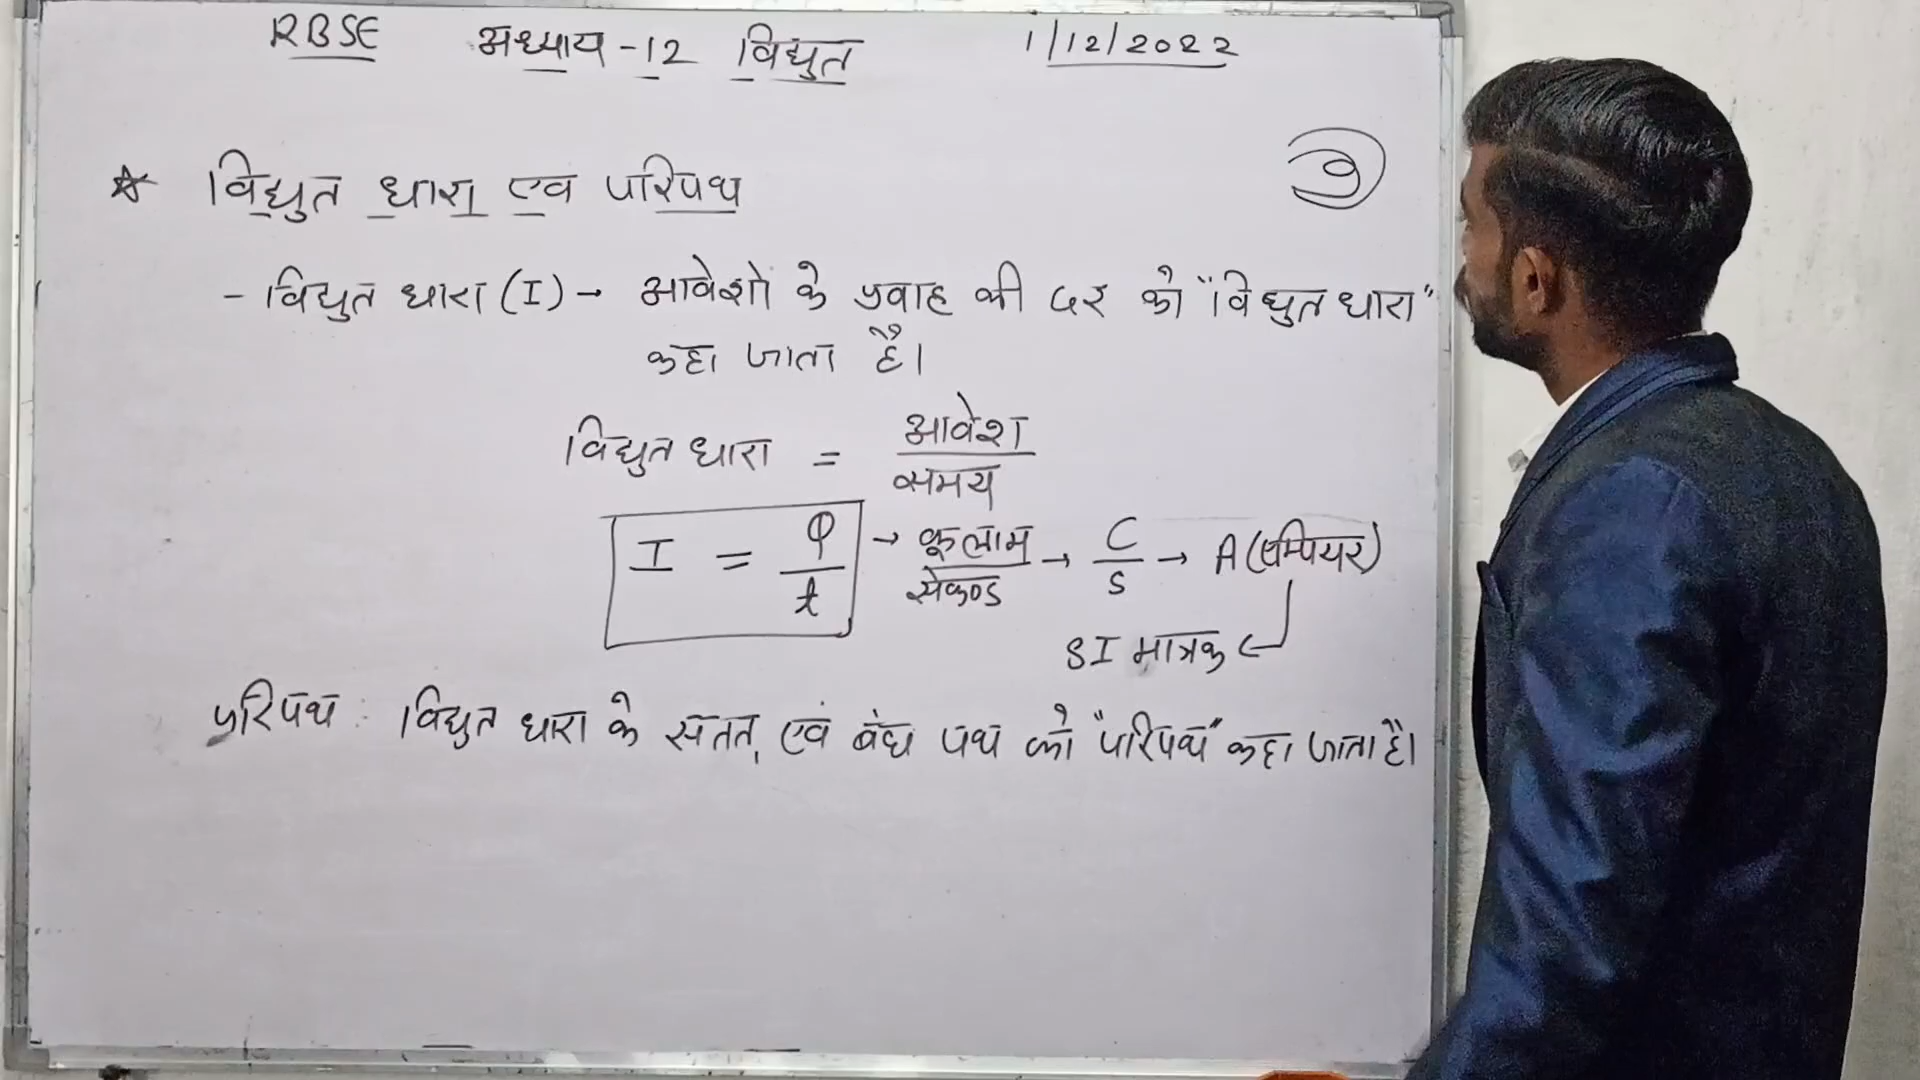 RBSE अध्याय-12 विद्युत 1/12/2022
③
☆ विद्युत धारा एव परिपथ
- विद्युत धारा (I) → आवेशो के प्रवाह की दर को "विद्युत धारा"
कहा जाता है।
विद्युत धारा = आवेश / समय
I = Q / t → कूलाम / सेकण्ड → C / s → A (एम्पियर)
SI मात्रक
परिपथ : विद्युत धारा के सतत् एवं बंध पथ को "परिपथ" कहा जाता है।